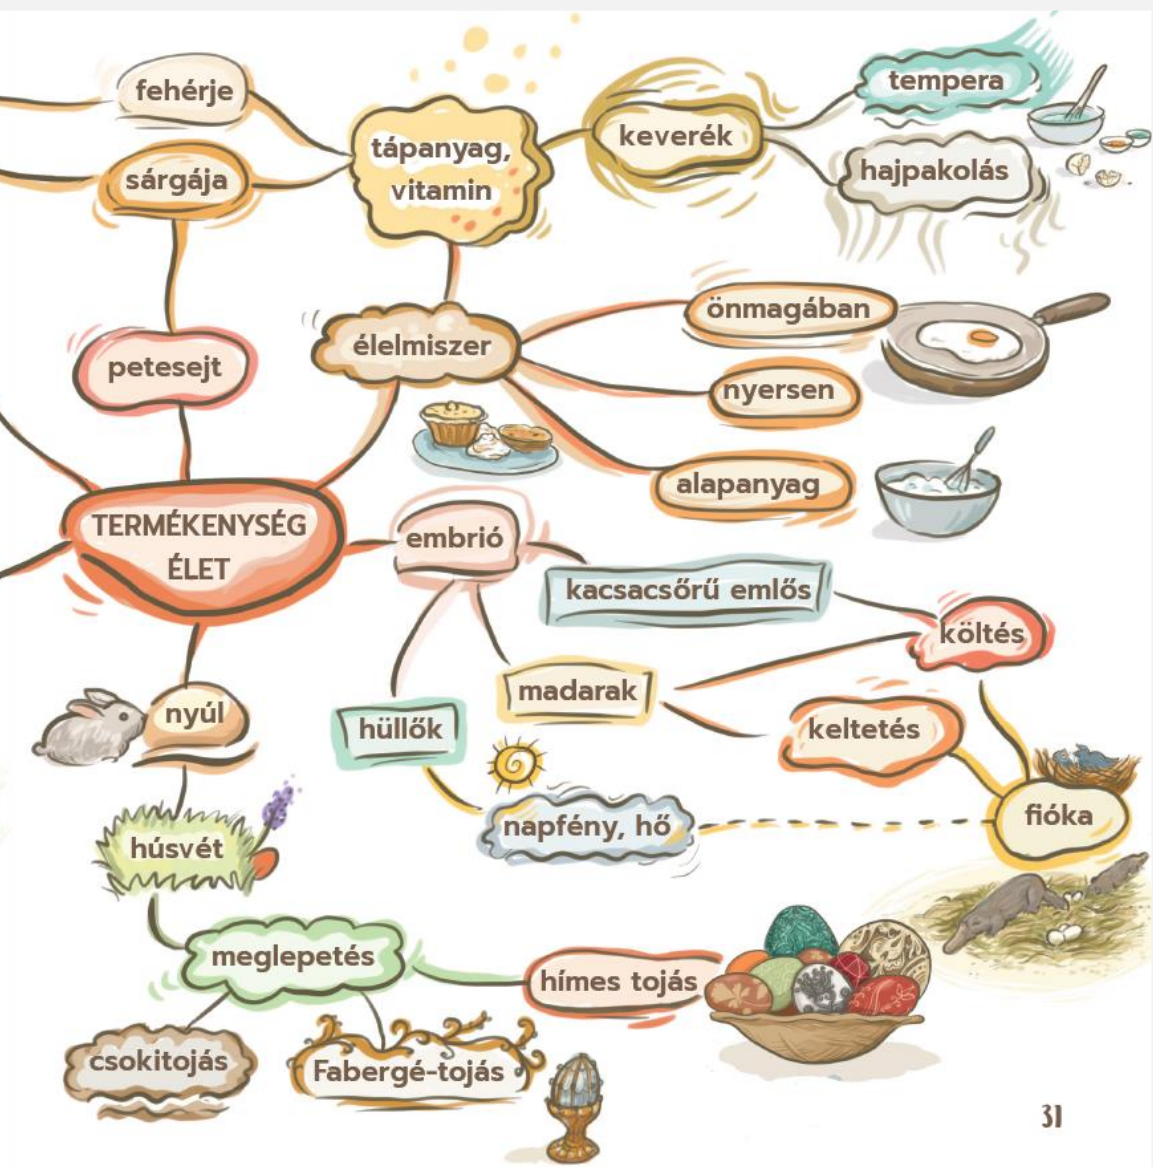 fehérje
tempera
keverék
tápanyag,
vitamin
sárgája
hajpakolás
önmagában
élelmiszer
petesejt
nyersen
alapanyag
TERMÉKENYSÉG
ÉLET
embrió
kacsacsőrű emlős
költés
madarak
nyúl
hüllők
keltetés
napfény, hő
fióka
húsvét
meglepetés
hímes tojás
csokitojás
Fabergé-tojás
31